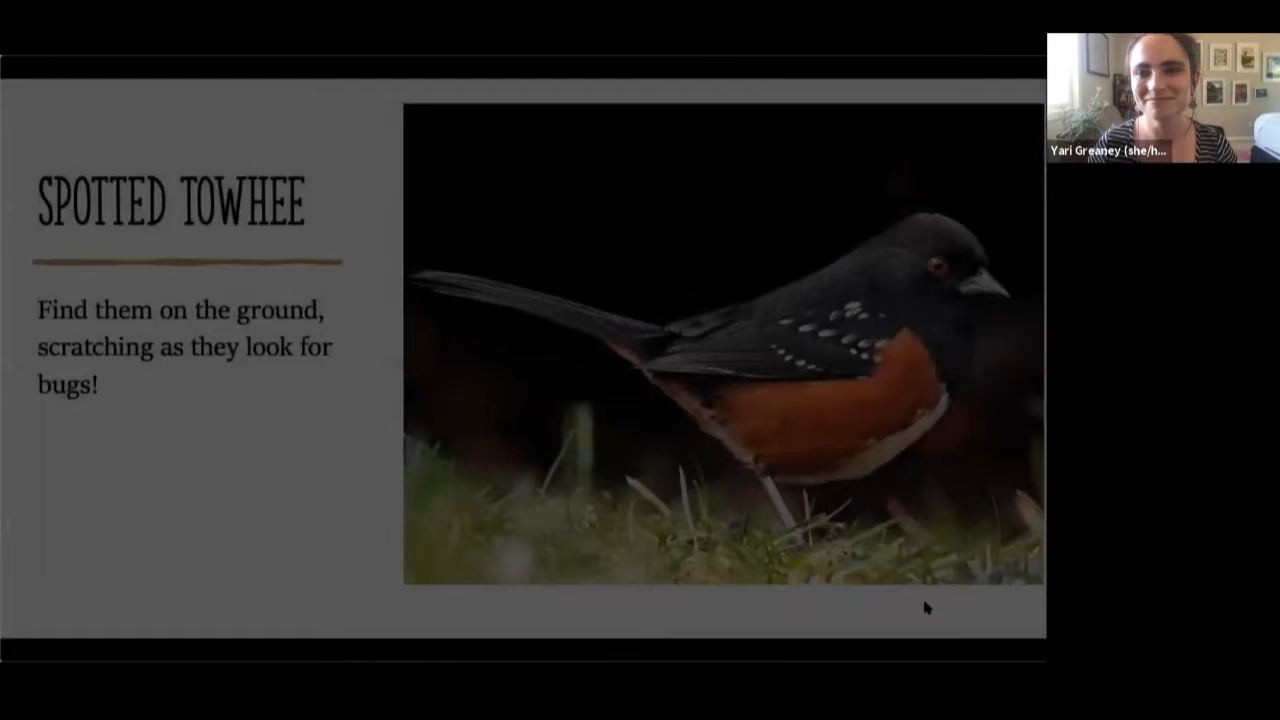 SPOTTED TOWHEE
Find them on the ground,
scratching as they look for
bugs!
Yari Greaney (she/h...